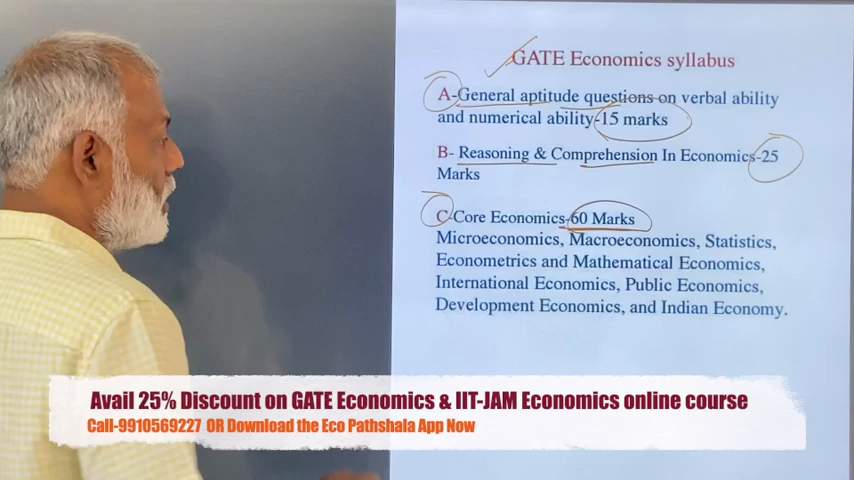 GATE Economics syllabus
A-General aptitude questions on verbal ability
and numerical ability-15 marks
B- Reasoning & Comprehension In Economics-25
Marks
C-Core Economics-60 Marks
Microeconomics, Macroeconomics, Statistics,
Econometrics and Mathematical Economics,
International Economics, Public Economics,
Development Economics, and Indian Economy.
Avail 25% Discount on GATE Economics & IIT-JAM Economics online course
Call-9910569227 OR Download the Eco Pathshala App Now